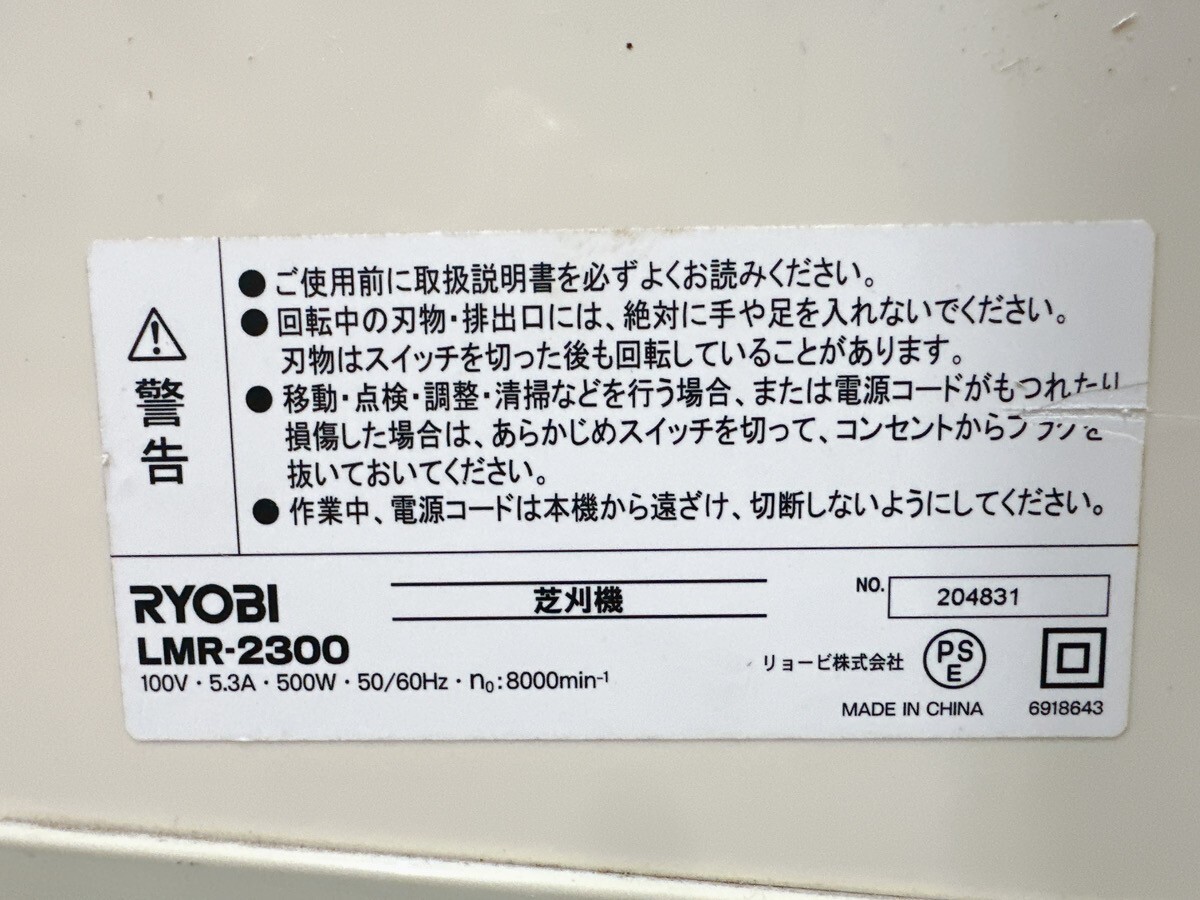 警告
● ご使用前に取扱説明書を必ずよくお読みください。
● 回転中の刃物・排出口には、絶対に手や足を入れないでください。
刃物はスイッチを切った後も回転していることがあります。
● 移動・点検・調整・清掃などを行う場合、または電源コードがもつれたり
損傷した場合は、あらかじめスイッチを切って、コンセントからプラグを
抜いておいてください。
● 作業中、電源コードは本機から遠ざけ、切断しないようにしてください。
RYOBI
芝刈機
NO. 204831
LMR-2300
100V・5.3A・500W・50/60Hz・n₀:8000min⁻¹
リョービ株式会社
PSE
MADE IN CHINA 6918643